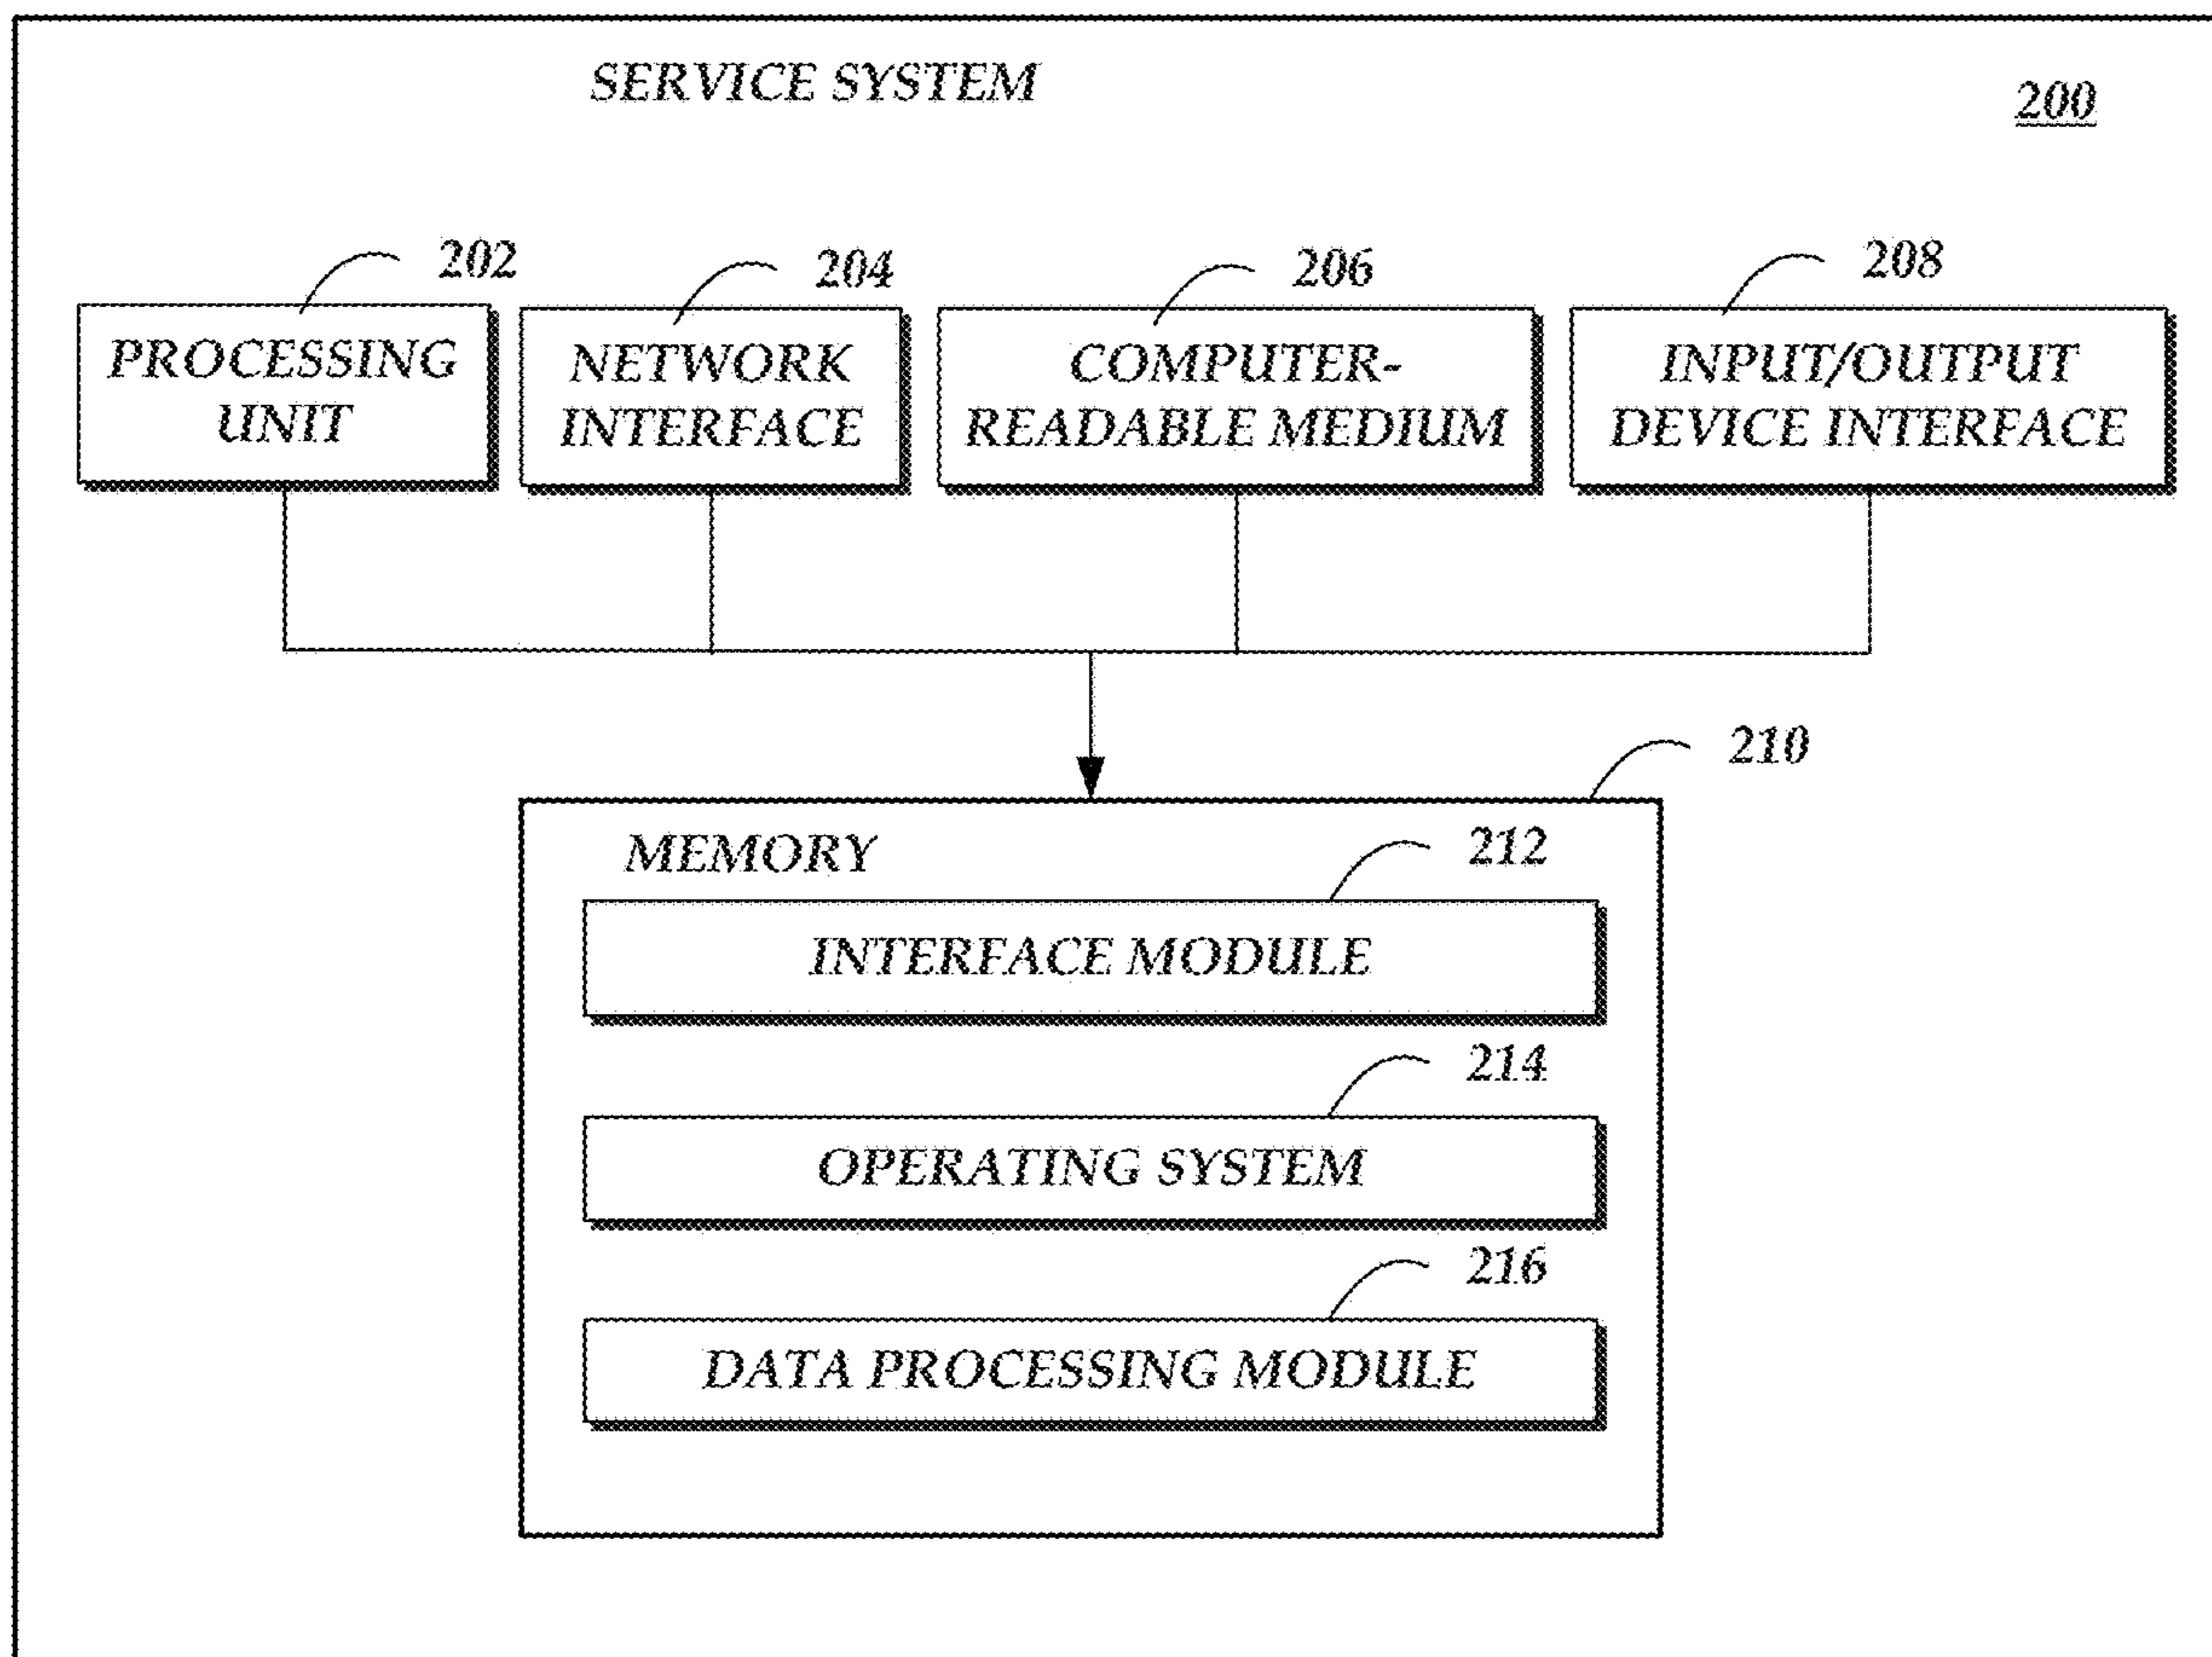 SERVICE SYSTEM
200
202
204
206
208
PROCESSING
UNIT
NETWORK
INTERFACE
COMPUTER-
READABLE MEDIUM
INPUT/OUTPUT
DEVICE INTERFACE
210
MEMORY
212
INTERFACE MODULE
214
OPERATING SYSTEM
216
DATA PROCESSING MODULE